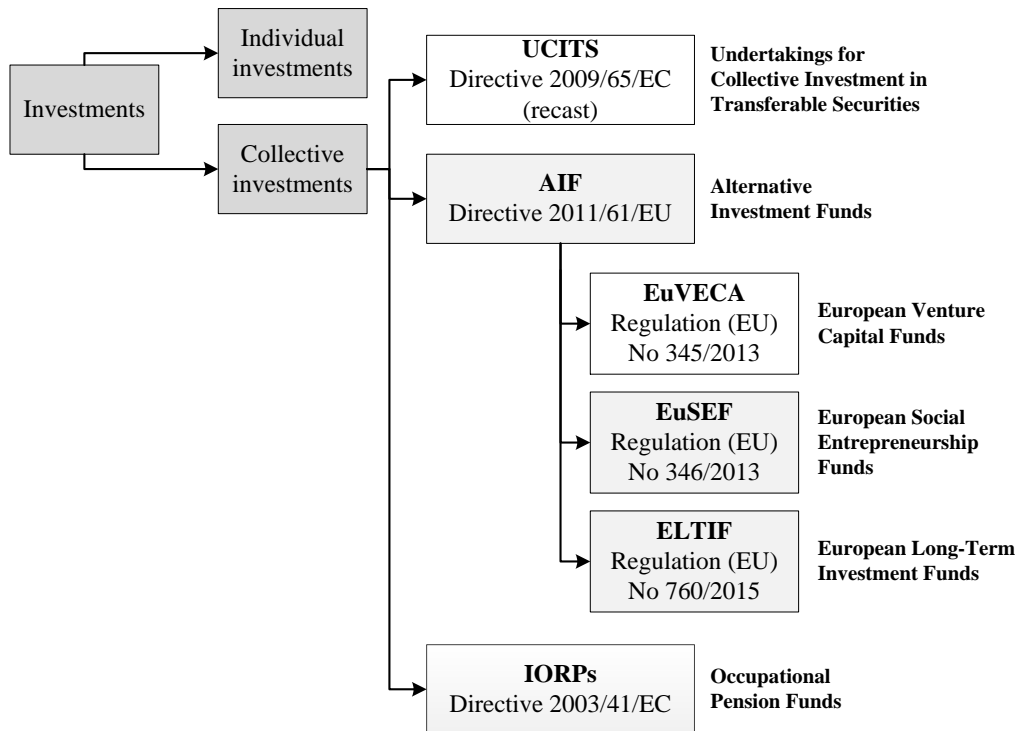 Investments
Individual
investments
Collective
investments
UCITS
Directive 2009/65/EC
(recast)
Undertakings for
Collective Investment in
Transferable Securities
AIF
Directive 2011/61/EU
Alternative
Investment Funds
EuVECA
Regulation (EU)
No 345/2013
European Venture
Capital Funds
EuSEF
Regulation (EU)
No 346/2013
European Social
Entrepreneurship
Funds
ELTIF
Regulation (EU)
No 760/2015
European Long-Term
Investment Funds
IORPs
Directive 2003/41/EC
Occupational
Pension Funds